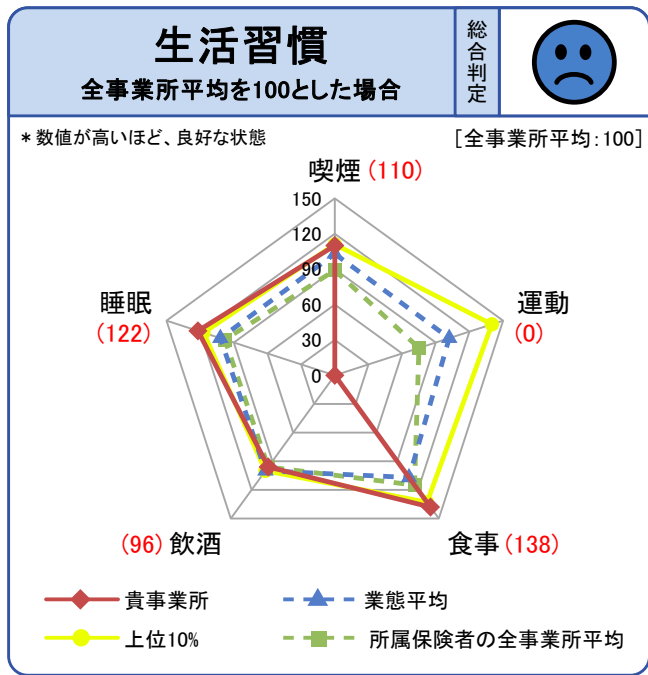 生活習慣
全事業所平均を100とした場合
総合判定
*数値が高いほど、良好な状態
[全事業所平均:100]
喫煙(110)
150
120
90
60
30
0
睡眠
(122)
運動
(0)
(96)飲酒
食事(138)
貴事業所
業態平均
上位10%
所属保険者の全事業所平均